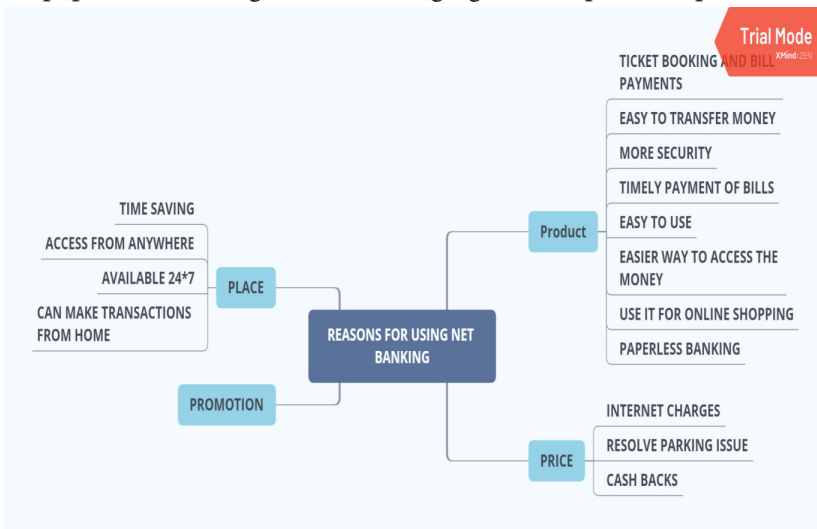 Trial Mode
XMind:ZEN
TICKET BOOKING AND BILL
PAYMENTS
EASY TO TRANSFER MONEY
MORE SECURITY
TIMELY PAYMENT OF BILLS
EASY TO USE
EASIER WAY TO ACCESS THE
MONEY
USE IT FOR ONLINE SHOPPING
PAPERLESS BANKING
Product
TIME SAVING
ACCESS FROM ANYWHERE
AVAILABLE 24*7
CAN MAKE TRANSACTIONS
FROM HOME
PLACE
REASONS FOR USING NET
BANKING
PROMOTION
INTERNET CHARGES
RESOLVE PARKING ISSUE
CASH BACKS
PRICE